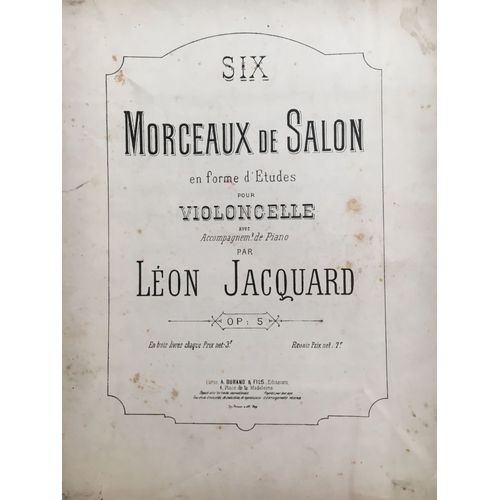 SIX
MORCEAUX DE SALON
en forme d'Etudes
POUR
VIOLONCELLE
AVEC
Accompagnemt. de Piano
PAR
LÉON JACQUARD
OP: 5
En trois livres chaque Prix net: 3f
Réunis Prix net: 7f
Paris, A. DURAND & FILS, Editeurs,
4, Place de la Madeleine